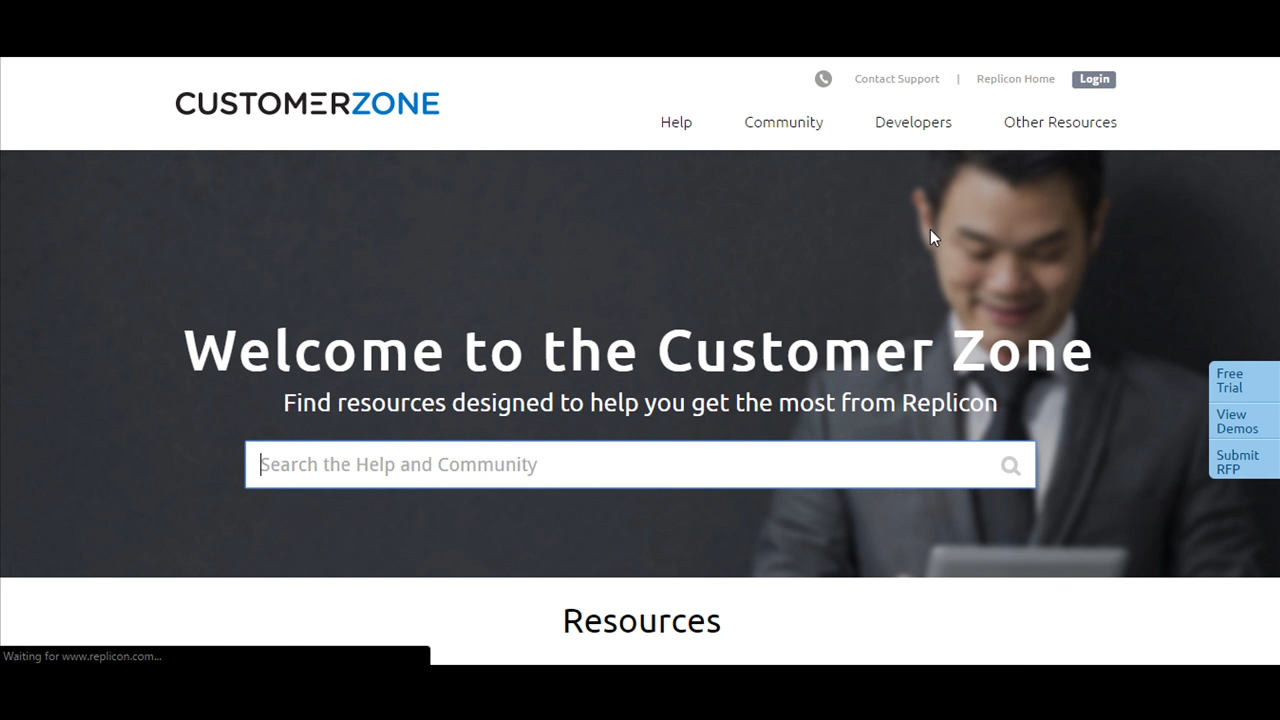 Contact Support | Replicon Home Login
CUSTOMERZONE
Help Community Developers Other Resources
Welcome to the Customer Zone
Find resources designed to help you get the most from Replicon
Free
Trial
View
Demos
Search the Help and Community
Submit
RFP
Resources
Waiting for www.replicon.com...